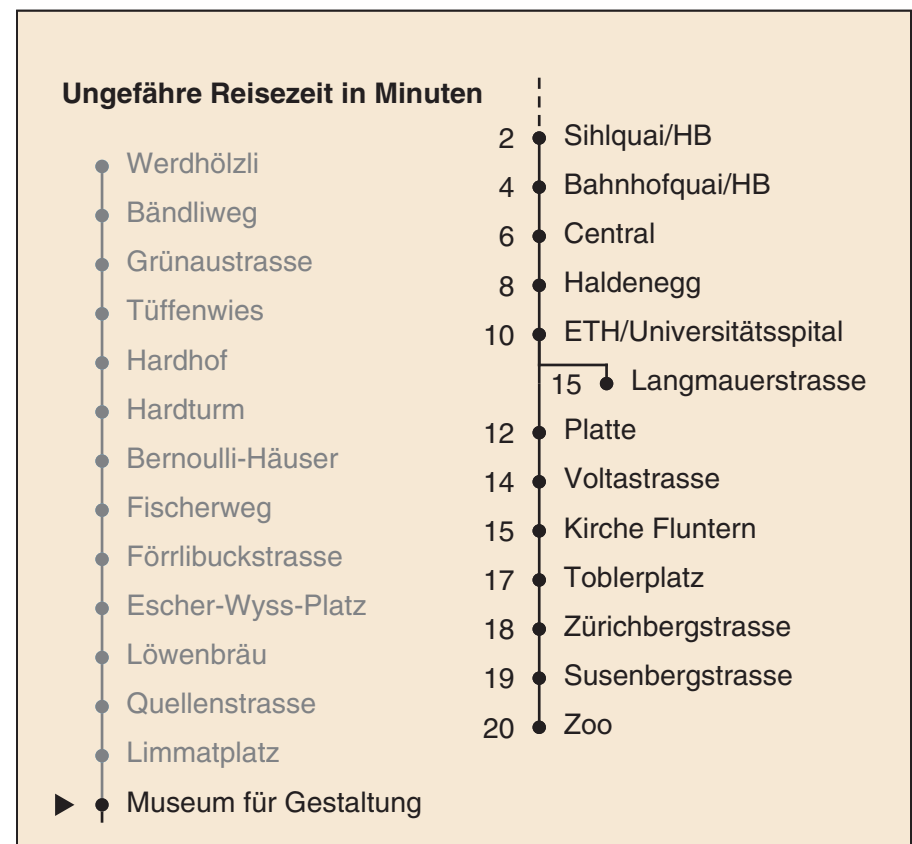 Ungefähre Reisezeit in Minuten
Werdhölzli
Bändliweg
Grünaustrasse
Tüffenwies
Hardhof
Hardturm
Bernoulli-Häuser
Fischerweg
Förrlibuckstrasse
Escher-Wyss-Platz
Löwenbräu
Quellenstrasse
Limmatplatz
Museum für Gestaltung
2 Sihlquai/HB
4 Bahnhofquai/HB
6 Central
8 Haldenegg
10 ETH/Universitätsspital
15 Langmauerstrasse
12 Platte
14 Voltastrasse
15 Kirche Fluntern
17 Toblerplatz
18 Zürichbergstrasse
19 Susenbergstrasse
20 Zoo